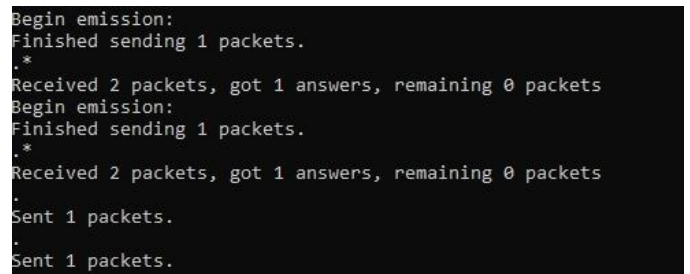 Begin emission:
Finished sending 1 packets.
.*
Received 2 packets, got 1 answers, remaining 0 packets
Begin emission:
Finished sending 1 packets.
.*
Received 2 packets, got 1 answers, remaining 0 packets
.
Sent 1 packets.
.
Sent 1 packets.